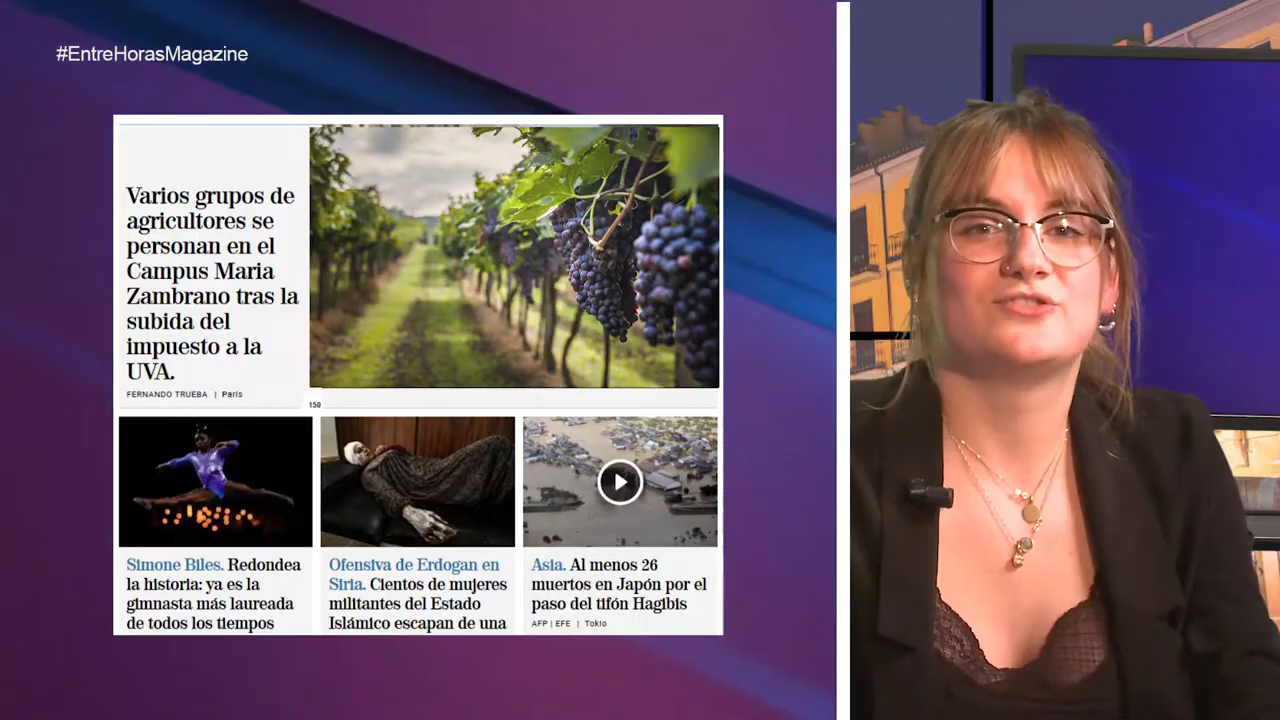 #EntreHorasMagazine
Varios grupos de
agricultores se
personan en el
Campus Maria
Zambrano tras la
subida del
impuesto a la
UVA.
FERNANDO TRUEBA | París
150
Simone Biles. Redondea
la historia: ya es la
gimnasta más laureada
de todos los tiempos
Ofensiva de Erdogan en
Siria. Cientos de mujeres
militantes del Estado
Islámico escapan de una
Asia. Al menos 26
muertos en Japón por el
paso del tifón Hagibis
AFP | EFE | Tokio